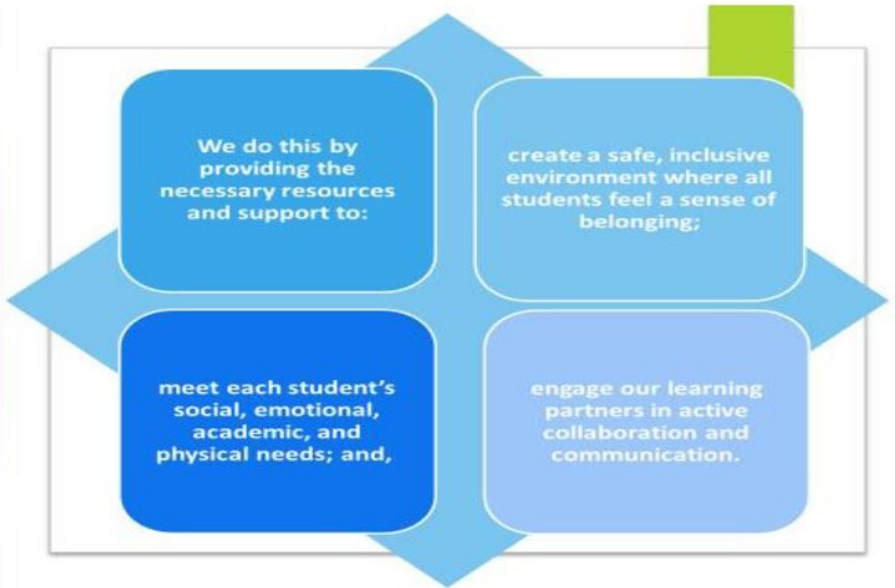 We do this by
providing the
necessary resources
and support to:
create a safe, inclusive
environment where all
students feel a sense of
belonging;
meet each student’s
social, emotional,
academic, and
physical needs; and,
engage our learning
partners in active
collaboration and
communication.